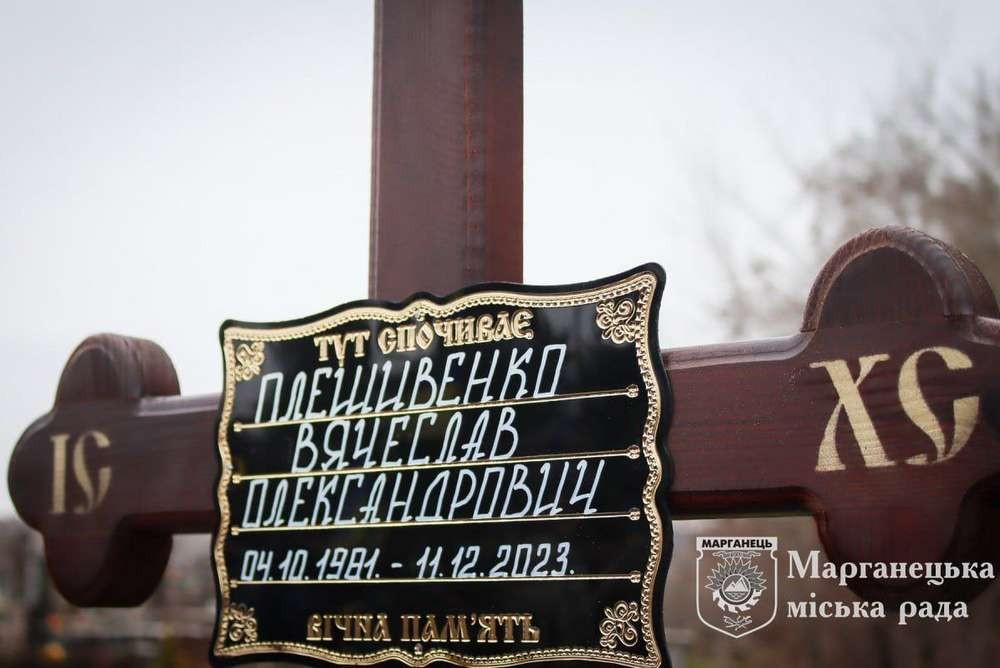 ІС
ХС
ТУТ СПОЧИВАЄ
ПЛЕШИВЕНКО
ВЯЧЕСЛАВ
ОЛЕКСАНДРОВИЧ
04.10.1981. - 11.12.2023.
ВІЧНА ПАМ'ЯТЬ
МАРГАНЕЦЬ
Марганецька
міська рада